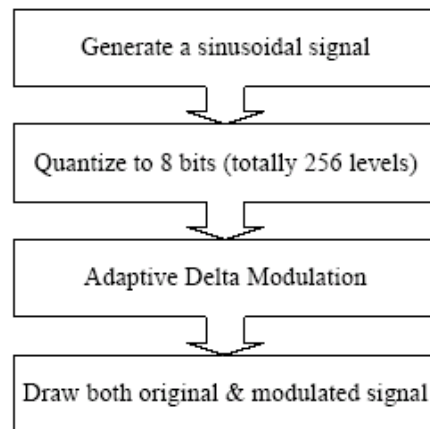 Generate a sinusoidal signal
Quantize to 8 bits (totally 256 levels)
Adaptive Delta Modulation
Draw both original & modulated signal